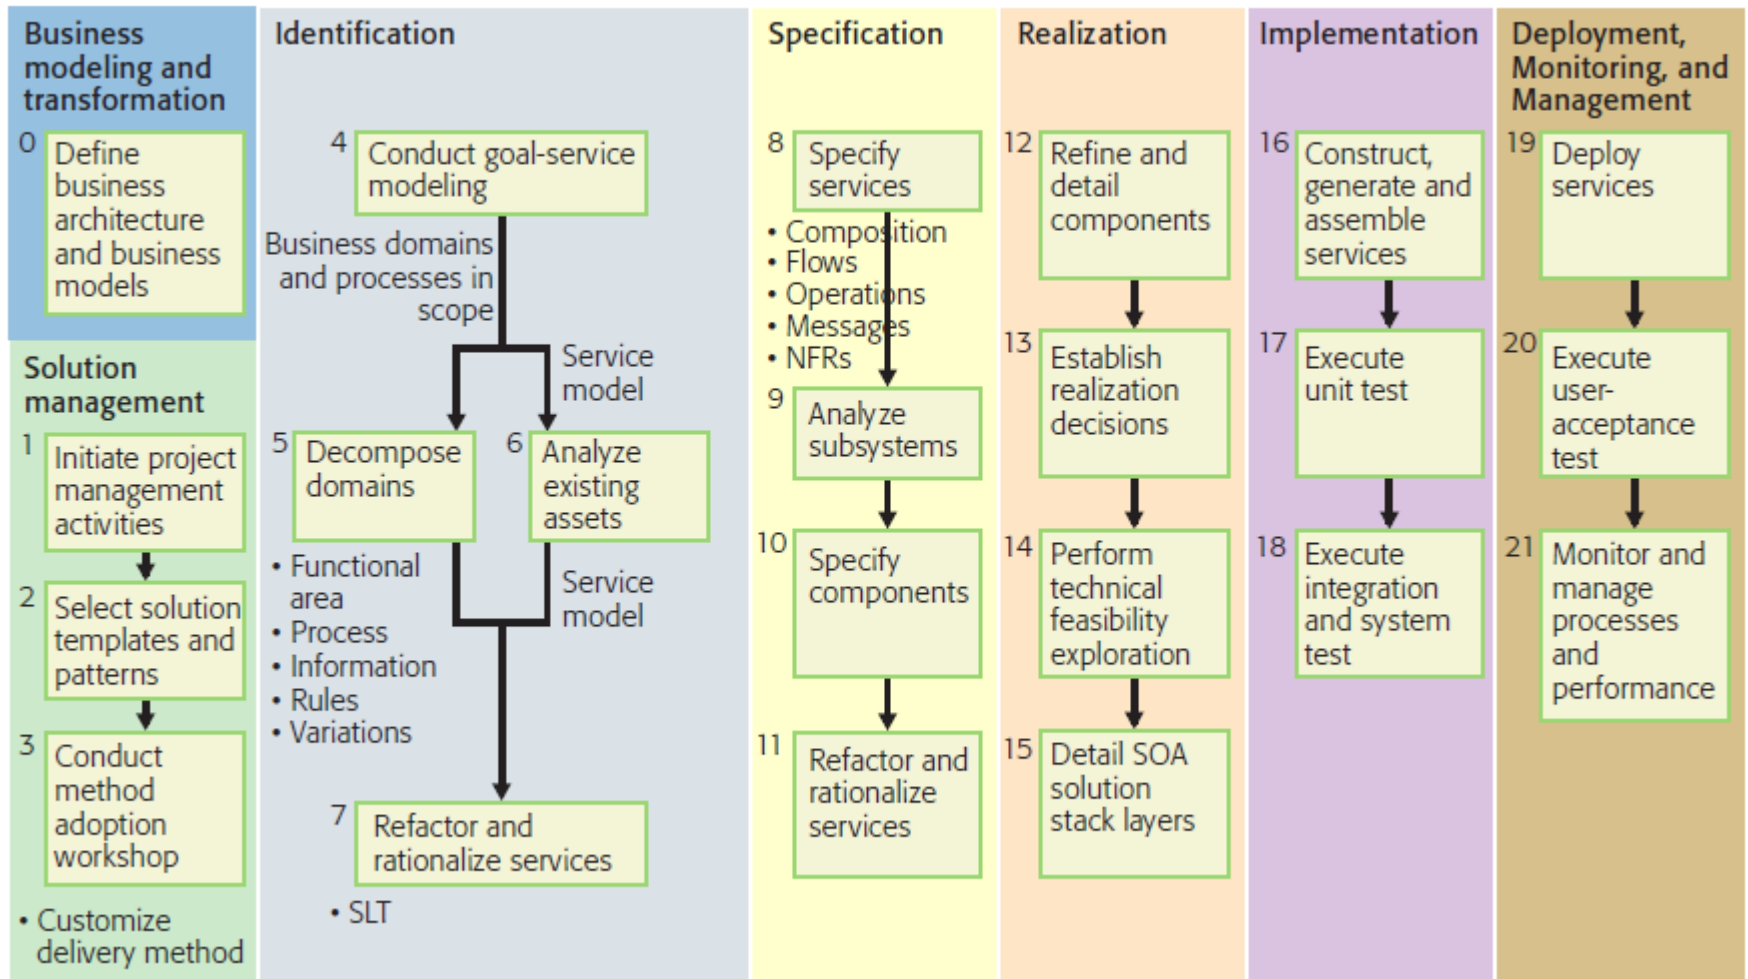 Business
modeling and
transformation
0
Define
business
architecture
and business
models
Solution
management
1
Initiate project
management
activities
2
Select solution
templates and
patterns
3
Conduct
method
adoption
workshop
• Customize
delivery method
Identification
4
Conduct goal-service
modeling
Business domains
and processes in
scope
Service
model
5
Decompose
domains
6
Analyze
existing
assets
• Functional
area
• Process
• Information
• Rules
• Variations
Service
model
7
Refactor and
rationalize services
• SLT
Specification
8
Specify
services
• Composition
• Flows
• Operations
• Messages
• NFRs
9
Analyze
subsystems
10
Specify
components
11
Refactor and
rationalize
services
Realization
12
Refine and
detail
components
13
Establish
realization
decisions
14
Perform
technical
feasibility
exploration
15
Detail SOA
solution
stack layers
Implementation
16
Construct,
generate and
assemble
services
17
Execute
unit test
18
Execute
integration
and system
test
Deployment,
Monitoring, and
Management
19
Deploy
services
20
Execute
user-
acceptance
test
21
Monitor and
manage
processes
and
performance